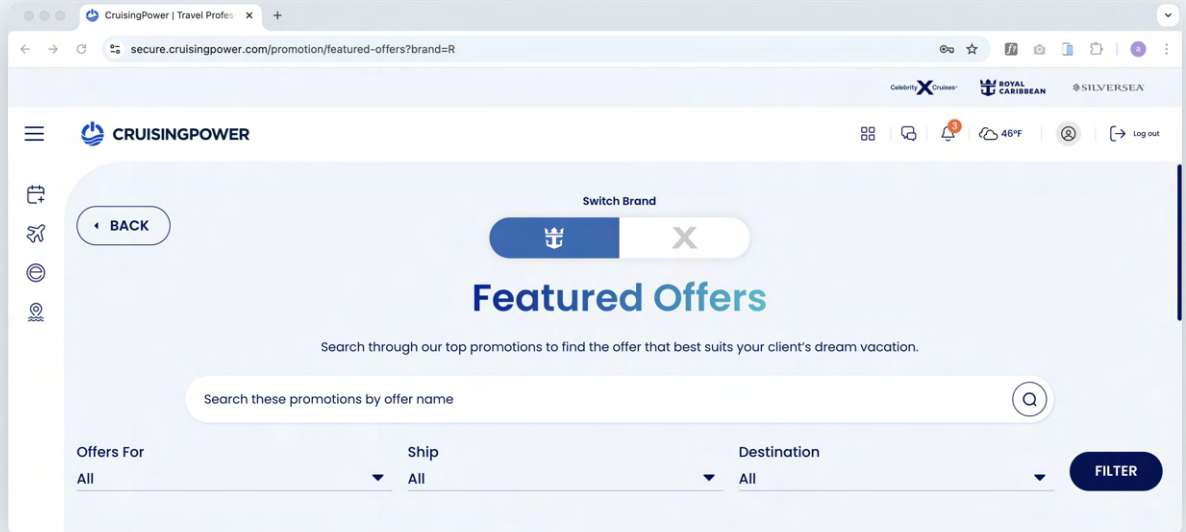 CruisingPower | Travel Profes
secure.cruisingpower.com/promotion/featured-offers?brand=R
Celebrity X Cruises
ROYAL CARIBBEAN
SILVERSEA
CRUISINGPOWER
3
46°F
Log out
BACK
Switch Brand
X
Featured Offers
Search through our top promotions to find the offer that best suits your client's dream vacation.
Search these promotions by offer name
Offers For
Ship
Destination
All
All
All
FILTER